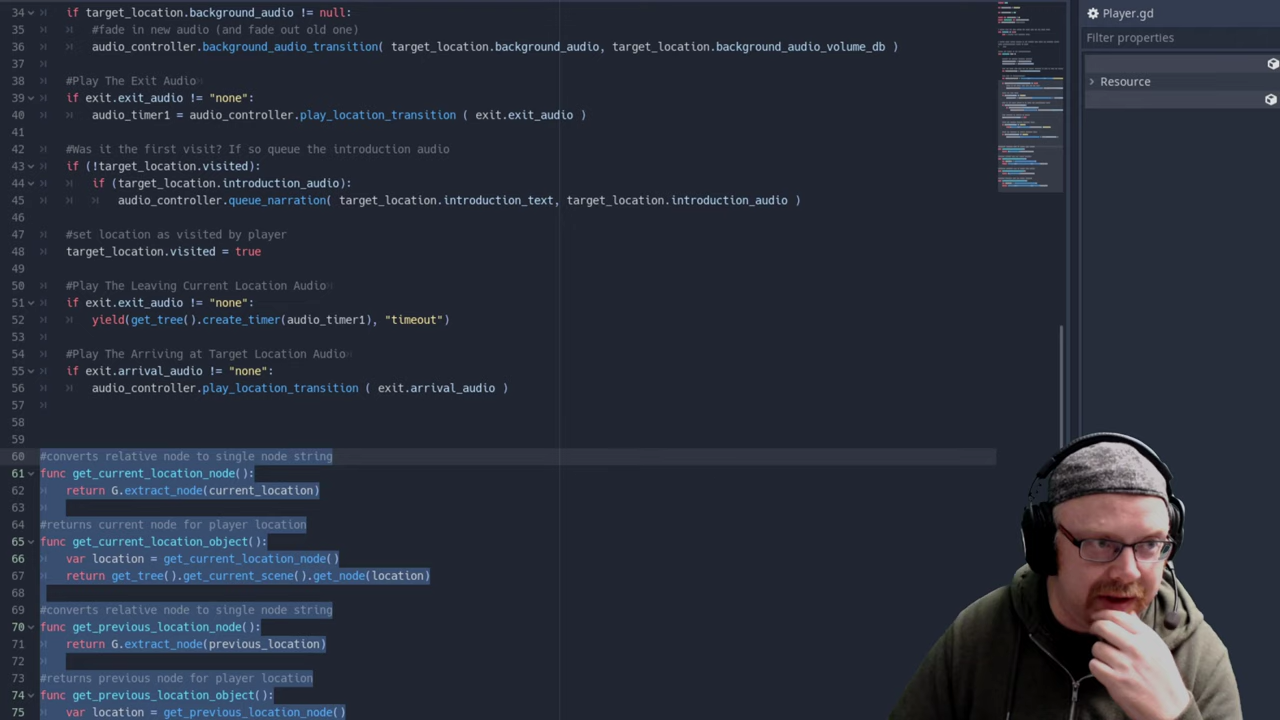 34 if target_location.background_audio != null:
35 #fade in new audio (and fade out old one)
36 audio_controller.background_audio_transition( target_location.background_audio, target_location.background_audio_volume_db )
37
38 #Play The Exit Audio
39 if exit.exit_audio != "none":
40 audio_timer1 = audio_controller.play_location_transition ( exit.exit_audio )
41
42 #Was it the first visit? If so queue the introduction audio
43 if (!target_location.visited):
44 if (target_location.introduction_audio):
45 audio_controller.queue_narration( target_location.introduction_text, target_location.introduction_audio )
46
47 #set location as visited by player
48 target_location.visited = true
49
50 #Play The Leaving Current Location Audio
51 if exit.exit_audio != "none":
52 yield(get_tree().create_timer(audio_timer1), "timeout")
53
54 #Play The Arriving at Target Location Audio
55 if exit.arrival_audio != "none":
56 audio_controller.play_location_transition ( exit.arrival_audio )
57
58
59
60 #converts relative node to single node string
61 func get_current_location_node():
62 return G.extract_node(current_location)
63
64 #returns current node for player location
65 func get_current_location_object():
66 var location = get_current_location_node()
67 return get_tree().get_current_scene().get_node(location)
68
69 #converts relative node to single node string
70 func get_previous_location_node():
71 return G.extract_node(previous_location)
72
73 #returns previous node for player location
74 func get_previous_location_object():
75 var location = get_previous_location_node()
Player.gd
Filter properties
Resource